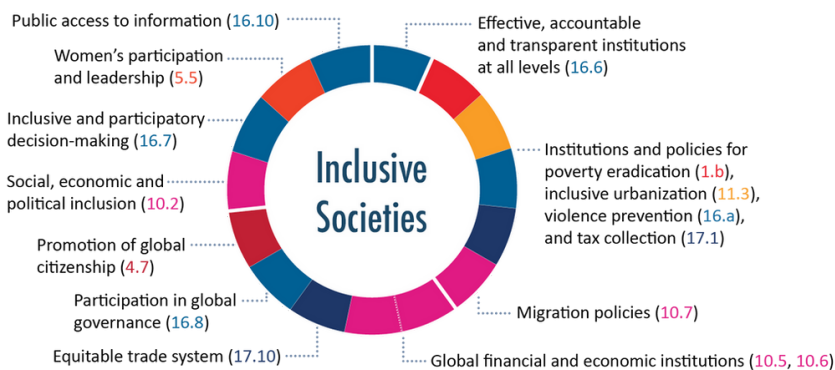 Public access to information (16.10)
Women's participation
and leadership (5.5)
Inclusive and participatory
decision-making (16.7)
Social, economic and
political inclusion (10.2)
Promotion of global
citizenship (4.7)
Participation in global
governance (16.8)
Equitable trade system (17.10)
Inclusive
Societies
Effective, accountable
and transparent institutions
at all levels (16.6)
Institutions and policies for
poverty eradication (1.b),
inclusive urbanization (11.3),
violence prevention (16.a),
and tax collection (17.1)
Migration policies (10.7)
Global financial and economic institutions (10.5, 10.6)